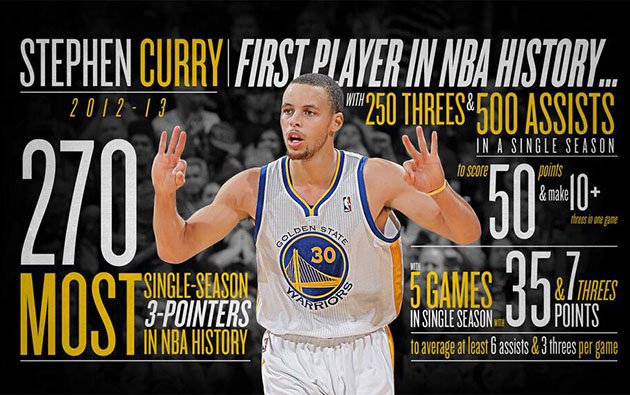 STEPHEN CURRY
2012-13
FIRST PLAYER IN NBA HISTORY...
WITH 250 THREES & 500 ASSISTS
IN A SINGLE SEASON
to score 50 points
& make 10+
threes in one game
270
MOST
SINGLE-SEASON
3-POINTERS
IN NBA HISTORY
GOLDEN STATE
30
WARRIORS
WITH
5 GAMES
IN SINGLE SEASON WITH
35 & 7 THREES
POINTS
to average at least 6 assists & 3 threes per game